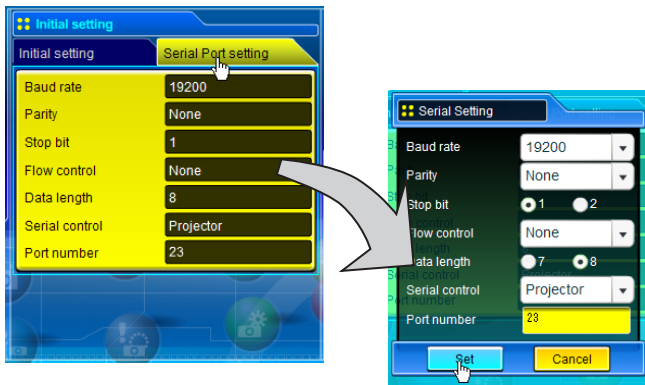 Initial setting
Initial setting Serial Port setting
Baud rate 19200
Parity None
Stop bit 1
Flow control None
Data length 8
Serial control Projector
Port number 23
Serial Setting
Baud rate 19200
Parity None
Stop bit 1 2
Flow control None
Data length 7 8
Serial control Projector
Port number 23
Set Cancel